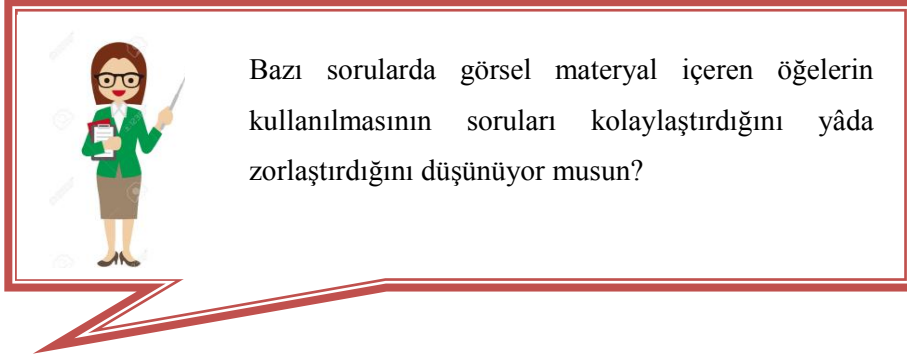 Bazı sorularda görsel materyal içeren öğelerin
kullanılmasının soruları kolaylaştırdığını yâda
zorlaştırdığını düşünüyor musun?